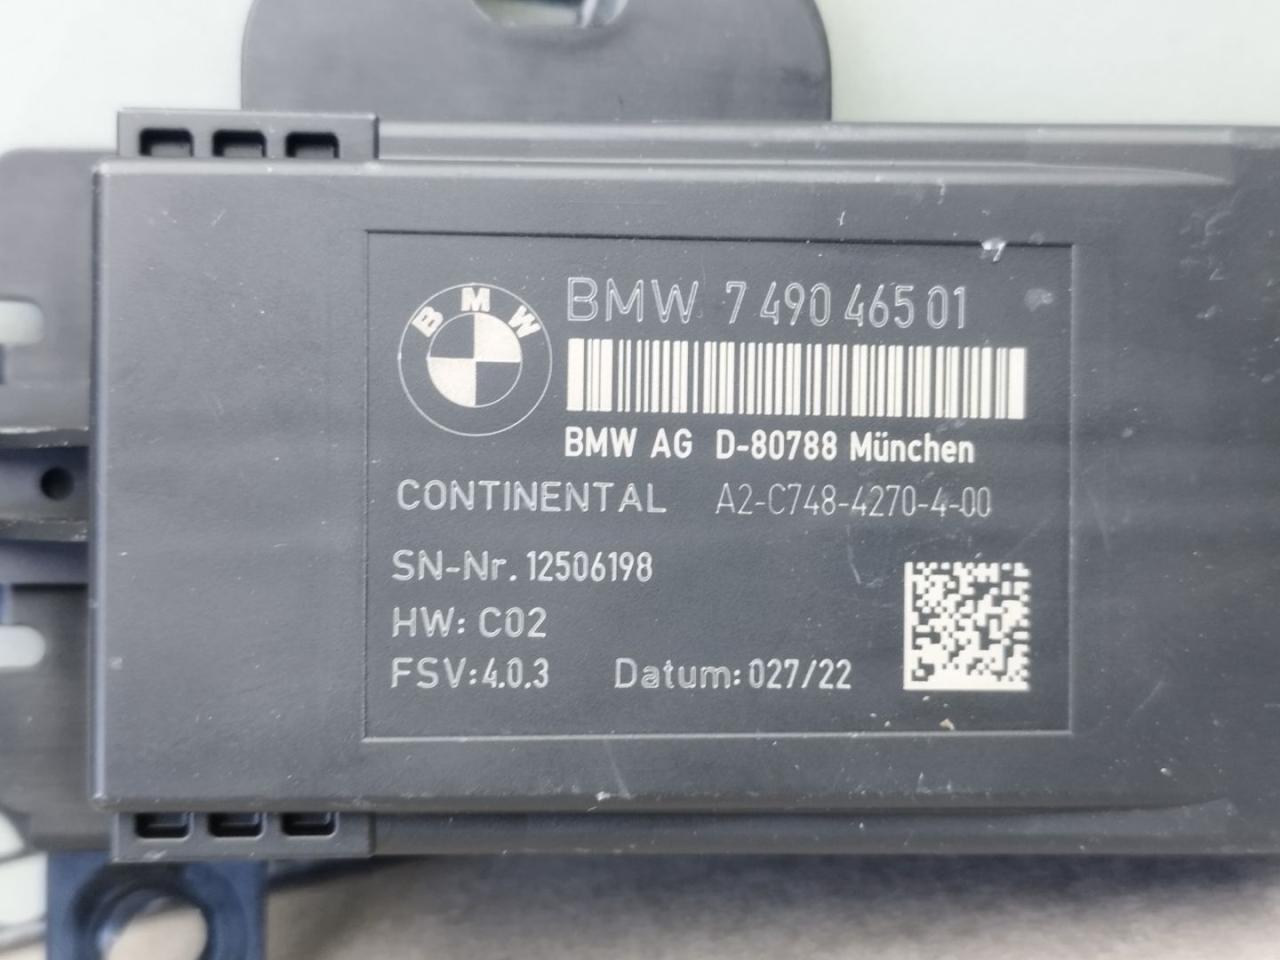 BMW
BMW 7 490 465 01
BMW AG D-80788 München
CONTINENTAL A2-C748-4270-4-00
SN-Nr. 12506198
HW: C02
FSV:4.0.3 Datum: 027/22